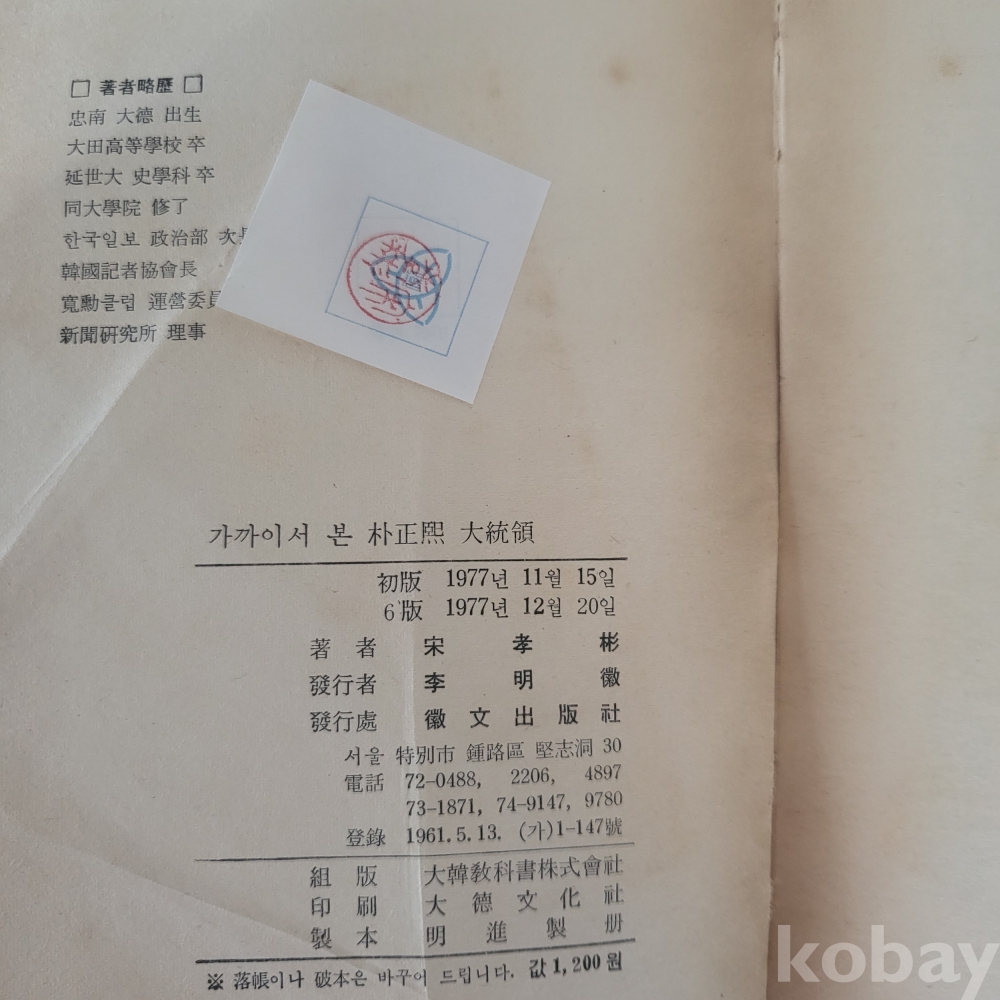 □ 著者略歷 □
忠南 大德 出生
大田高等學校 卒
延世大 史學科 卒
同大學院 修了
한국일보 政治部 次
韓國記者協會長
寬勳클럽 運營委員
新聞硏究所 理事
가까이서 본 朴正熙 大統領
初版 1977년 11월 15일
6版 1977년 12월 20일
著者 宋孝彬
發行者 李明徽
發行處 徽文出版社
서울 特別市 鍾路區 堅志洞 30
電話 72-0488, 2206, 4897
73-1871, 74-9147, 9780
登錄 1961.5.13. (가)1-147號
組版 大韓敎科書株式會社
印刷 大德文化社
製本 明進製册
※ 落帳이나 破本은 바꾸어 드립니다. 값 1,200원
kobay